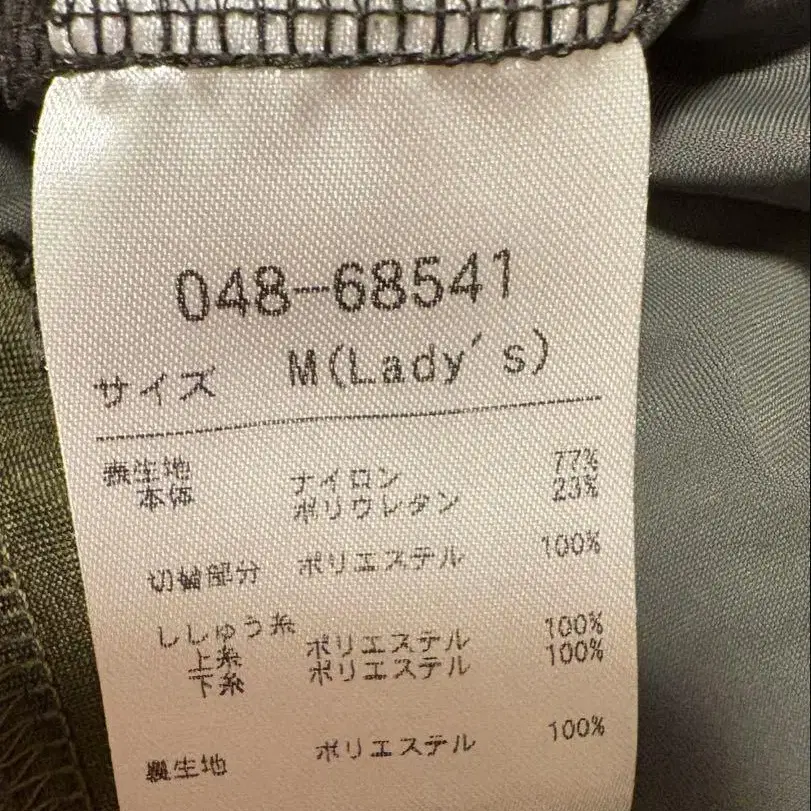 048-68541
サイズ M(Lady's)
表生地
本体 ナイロン 77%
ポリウレタン 23%
切替部分 ポリエステル 100%
ししゅう糸
上糸 ポリエステル 100%
下糸 ポリエステル 100%
裏生地 ポリエステル 100%